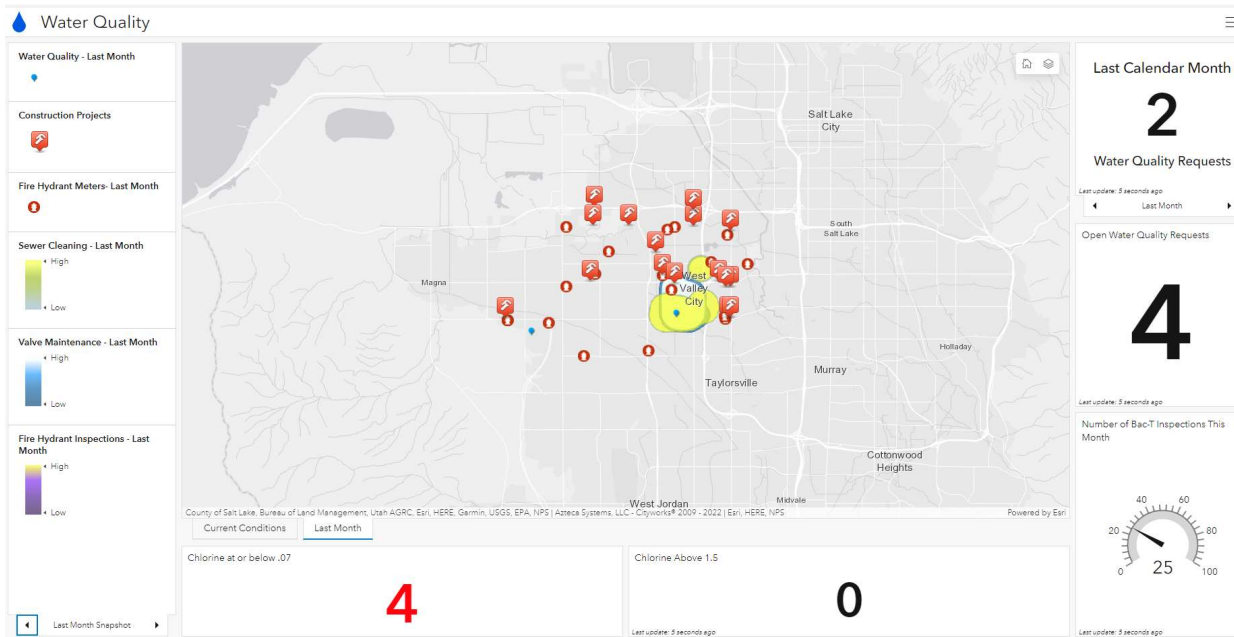 Water Quality
Water Quality - Last Month
Construction Projects
Fire Hydrant Meters- Last Month
Sewer Cleaning - Last Month
High
Low
Valve Maintenance - Last Month
High
Low
Fire Hydrant Inspections - Last
Month
High
Low
Last Month Snapshot
Salt Lake
City
South
Salt Lake
Magna
West
Valley
City
Holladay
Murray
Taylorsville
Cottonwood
Heights
West Jordan
Midvale
County of Salt Lake, Bureau of Land Management, Utah AGRC, Esri, HERE, Garmin, USGS, EPA, NPS | Azteca Systems, LLC - Cityworks® 2009 - 2022 | Esri, HERE, NPS
Powered by Esri
Current Conditions
Last Month
Chlorine at or below .07
4
Chlorine Above 1.5
0
Last update: 5 seconds ago
Last Calendar Month
2
Water Quality Requests
Last update: 5 seconds ago
Last Month
Open Water Quality Requests
4
Last update: 5 seconds ago
Number of Bac-T Inspections This
Month
0
20
40
60
80
100
25
Last update: 5 seconds ago